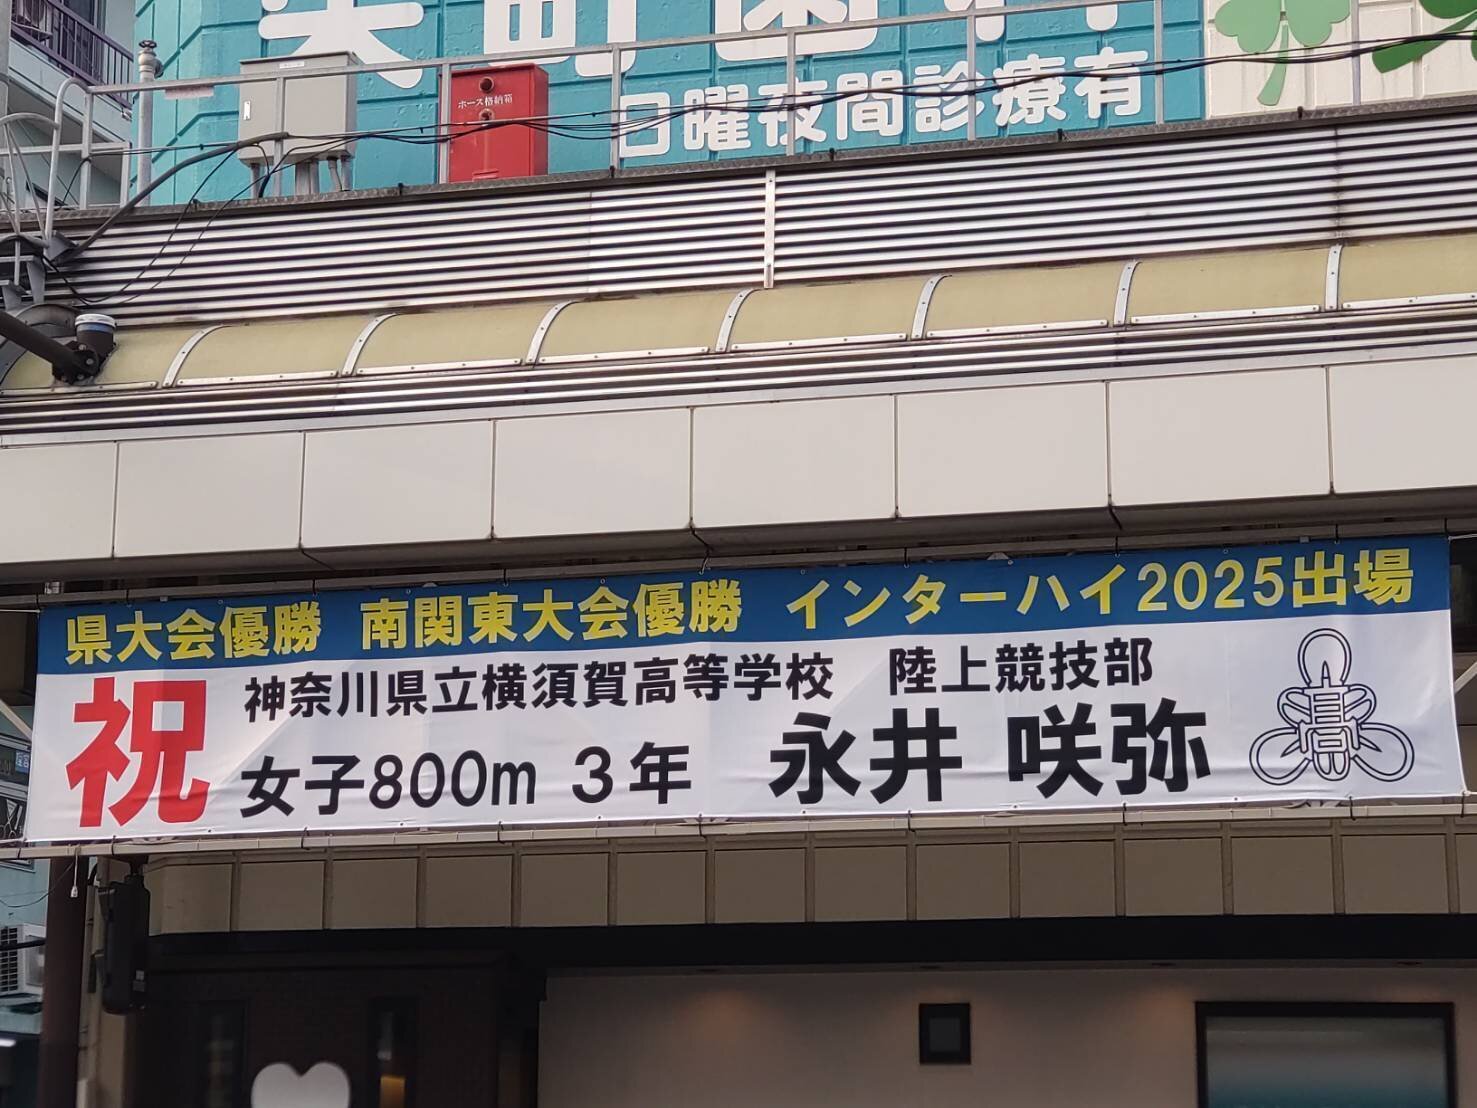 ホース格納箱
日曜夜間診療有
県大会優勝 南関東大会優勝 インターハイ2025出場
祝
神奈川県立横須賀高等学校 陸上競技部
女子800m 3年 永井 咲弥
高